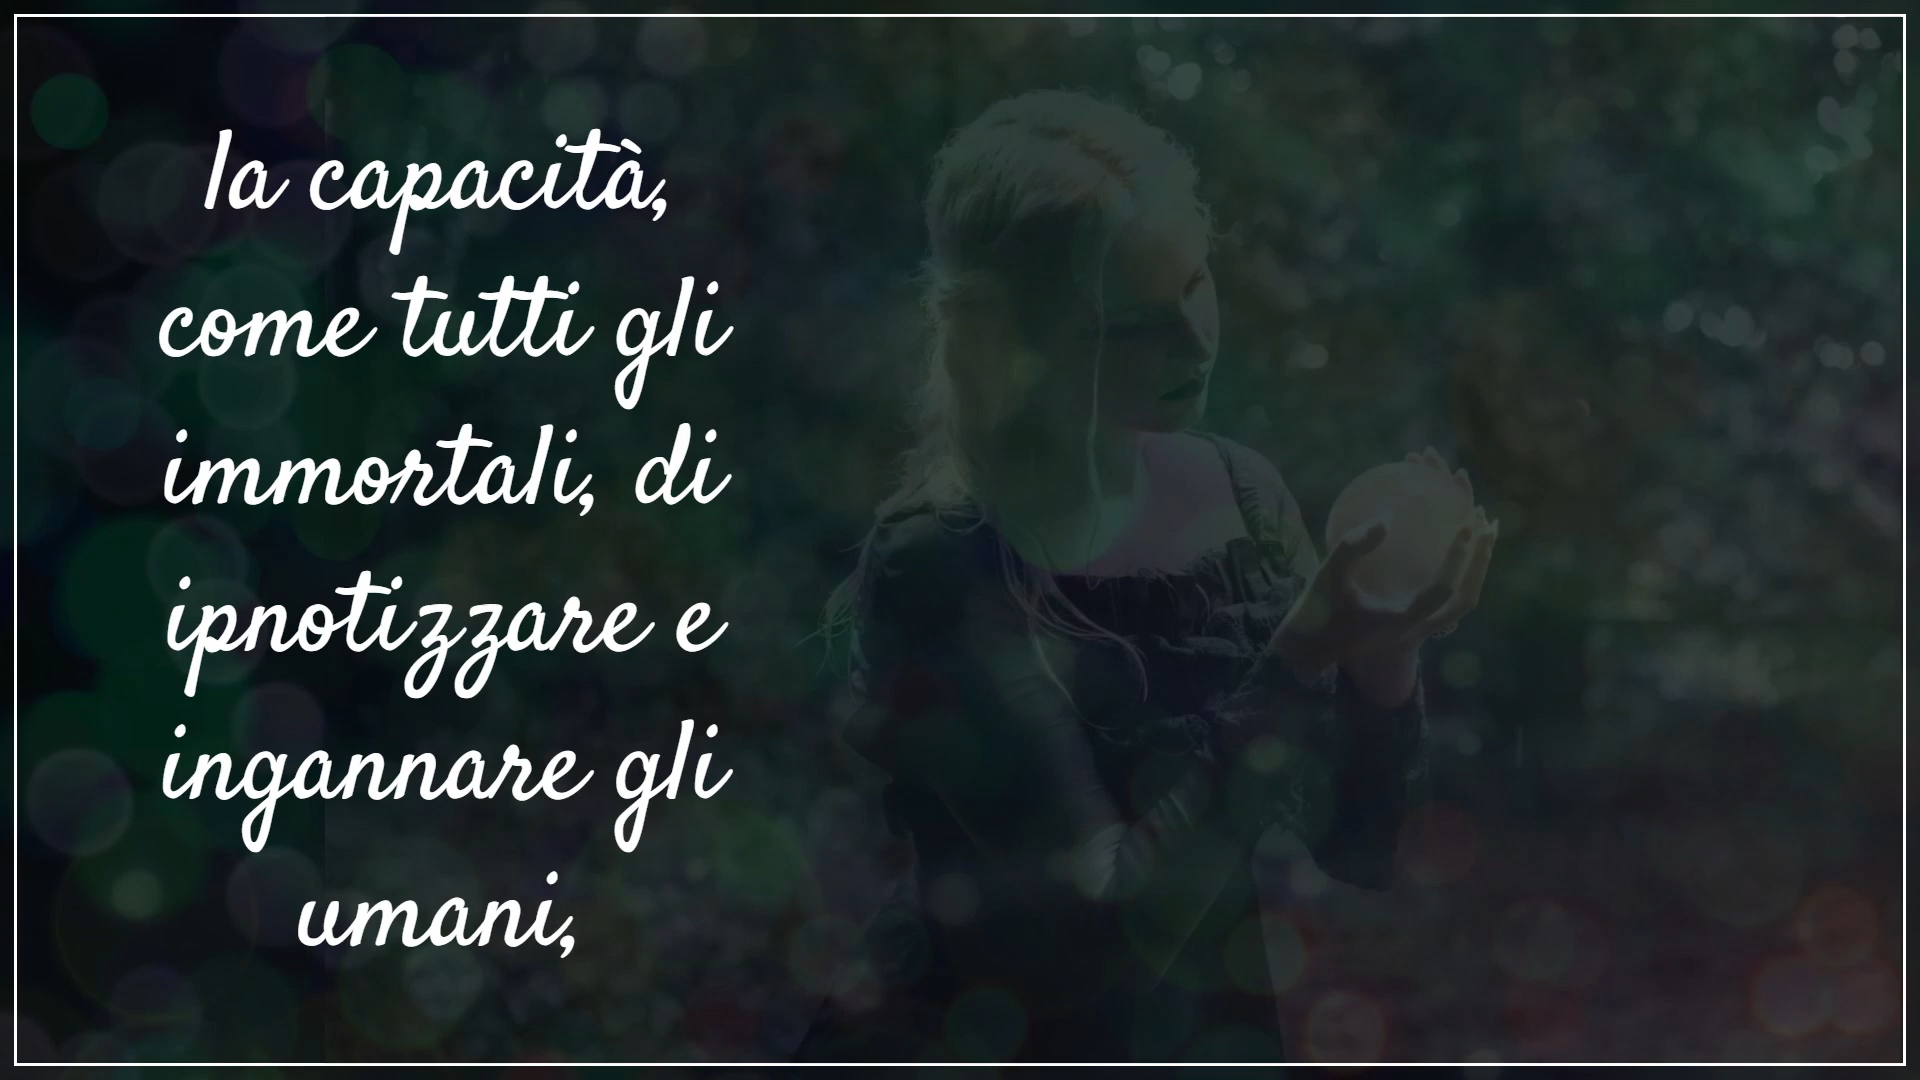 la capacità,
come tutti gli
immortali, di
ipnotizzare e
ingannare gli
umani,